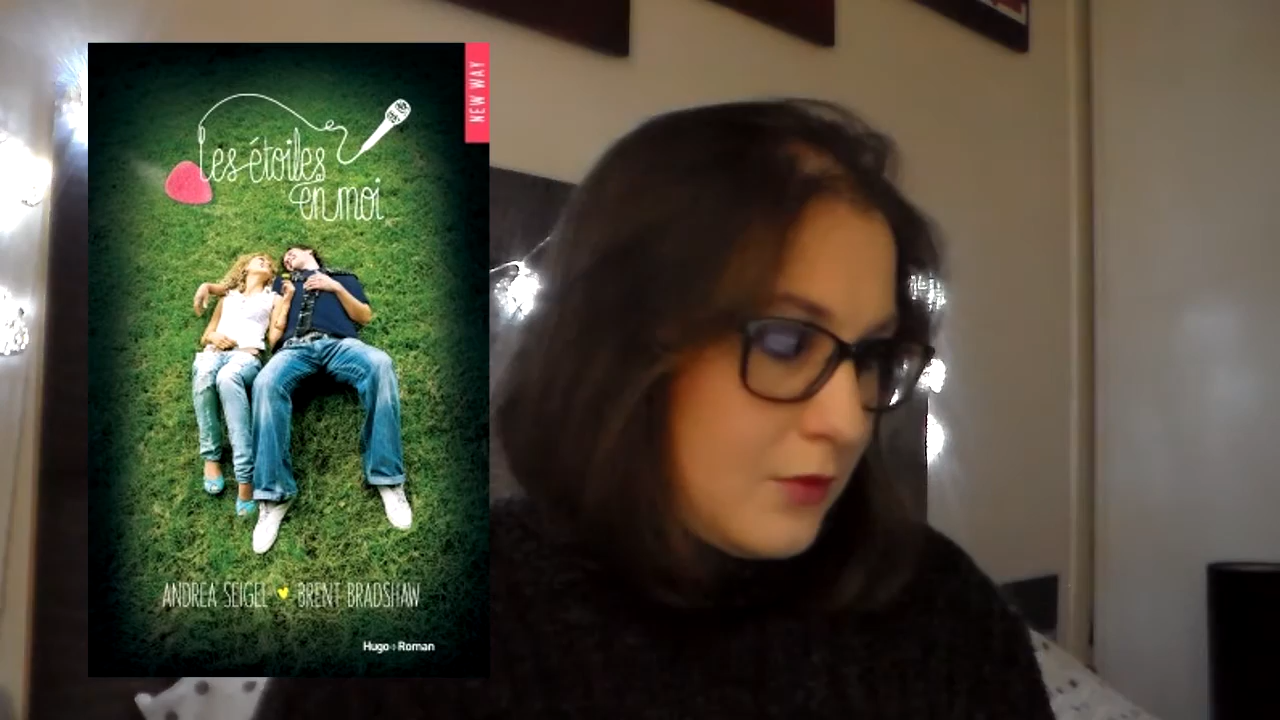 NEW WAY
les étoiles
en moi
ANDREA SEIGEL BRENT BRADSHAW
Hugo Roman